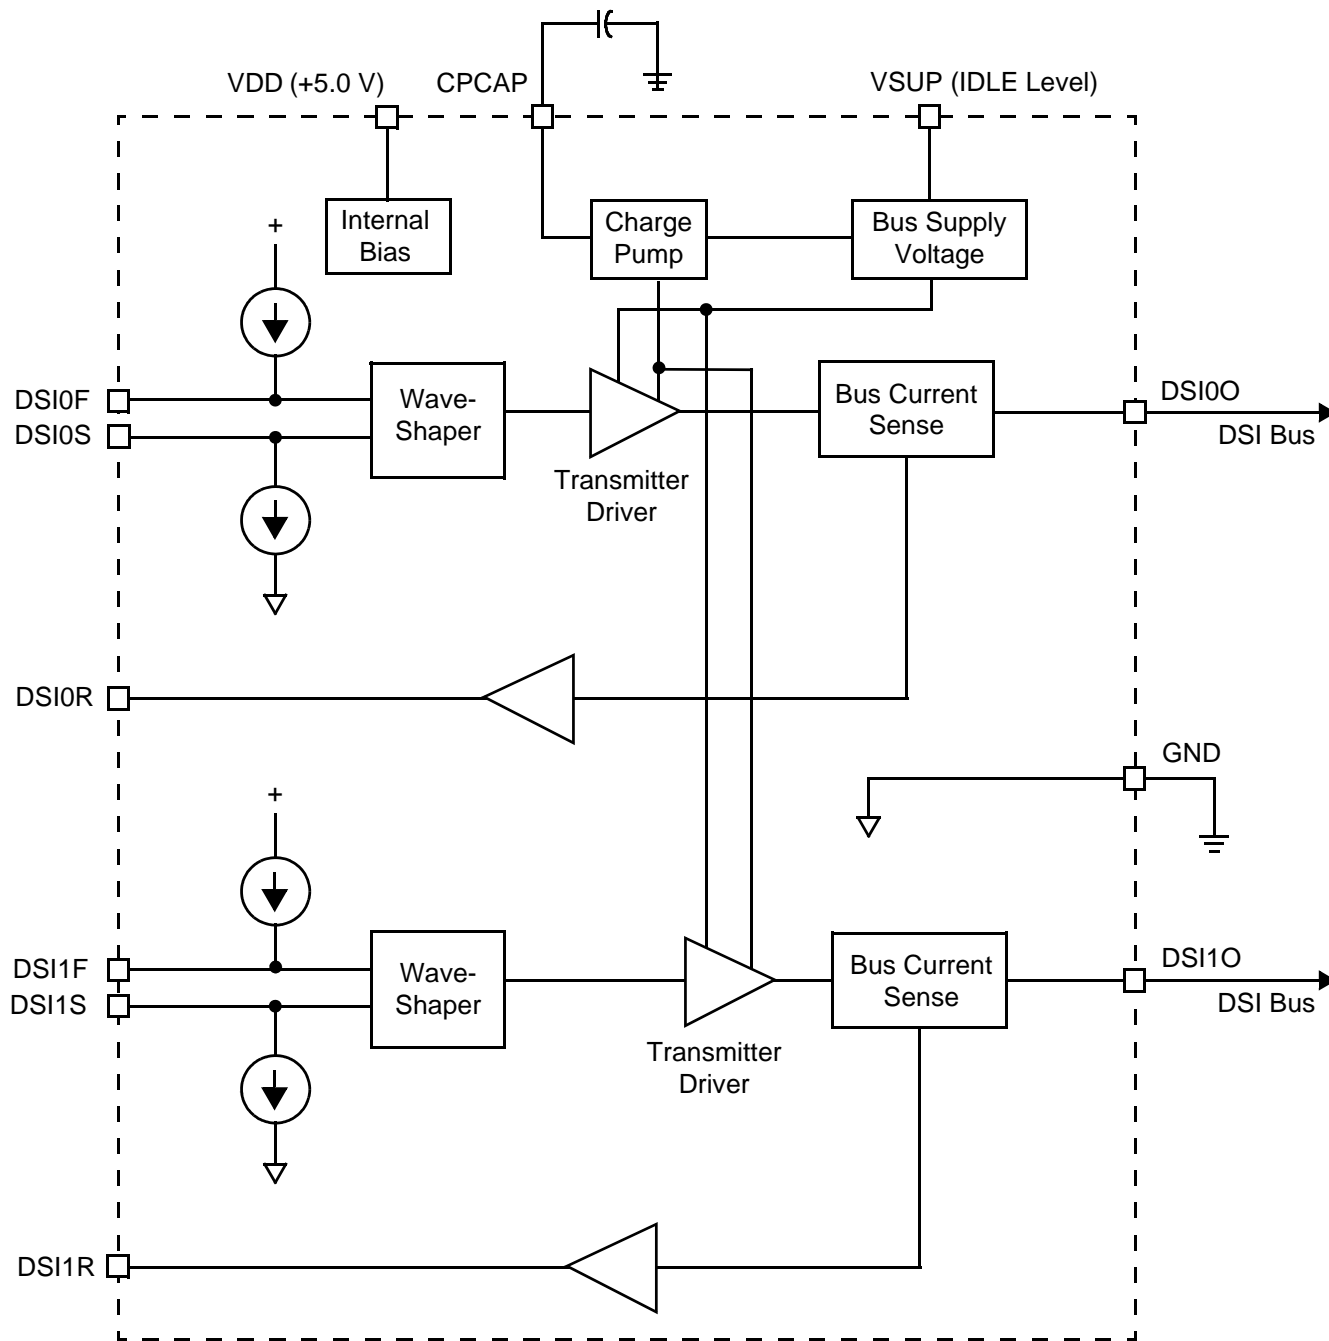 VDD (+5.0 V)
CPCAP
VSUP (IDLE Level)
Internal
Bias
Charge
Pump
Bus Supply
Voltage
+
DSI0F
DSI0S
Wave-
Shaper
Transmitter
Driver
Bus Current
Sense
DSI0O
DSI Bus
DSI0R
GND
+
DSI1F
DSI1S
Wave-
Shaper
Transmitter
Driver
Bus Current
Sense
DSI1O
DSI Bus
DSI1R